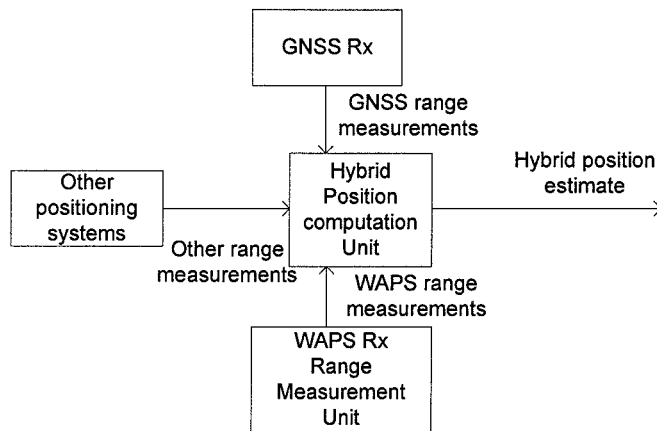 GNSS Rx
GNSS range
measurements
Other
positioning
systems
Hybrid
Position
computation
Unit
Hybrid position
estimate
Other range
measurements
WAPS range
measurements
WAPS Rx
Range
Measurement
Unit